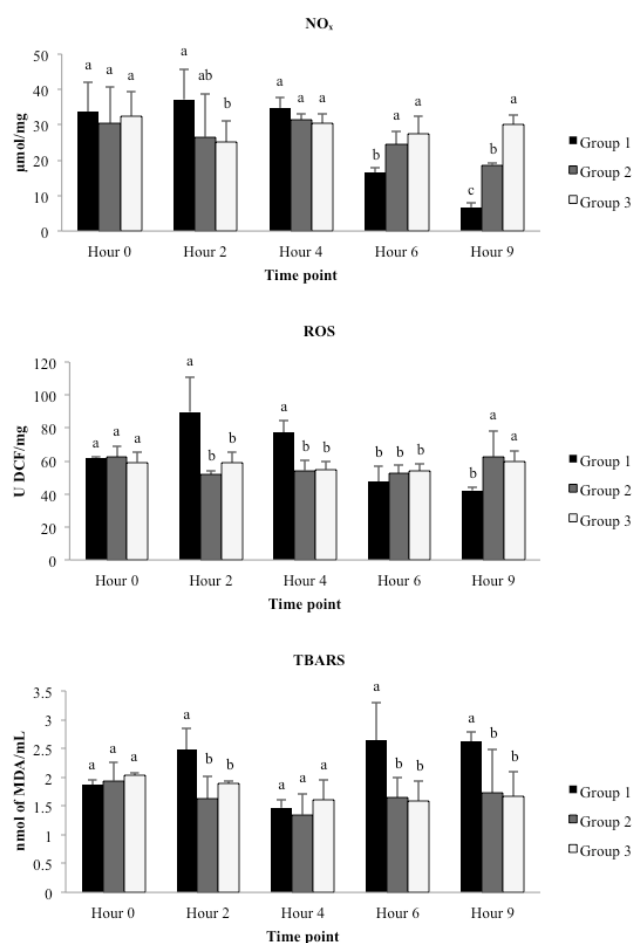 NOx
50
a
a
a
a
ab
b
a
a
a
b
a
a
c
b
a
40
30
20
10
0
µmol/mg
Hour 0 Hour 2 Hour 4 Hour 6 Hour 9
Time point
Group 1
Group 2
Group 3
ROS
120
100
80
60
40
20
0
U DCF/mg
a a a
a b b
a b b
b b b
b a a
Hour 0 Hour 2 Hour 4 Hour 6 Hour 9
Time point
Group 1
Group 2
Group 3
TBARS
3.5
3
2.5
2
1.5
1
0.5
0
nmol of MDA/mL
a a a
a b b
a a a
a b b
a b b
Hour 0 Hour 2 Hour 4 Hour 6 Hour 9
Time point
Group 1
Group 2
Group 3